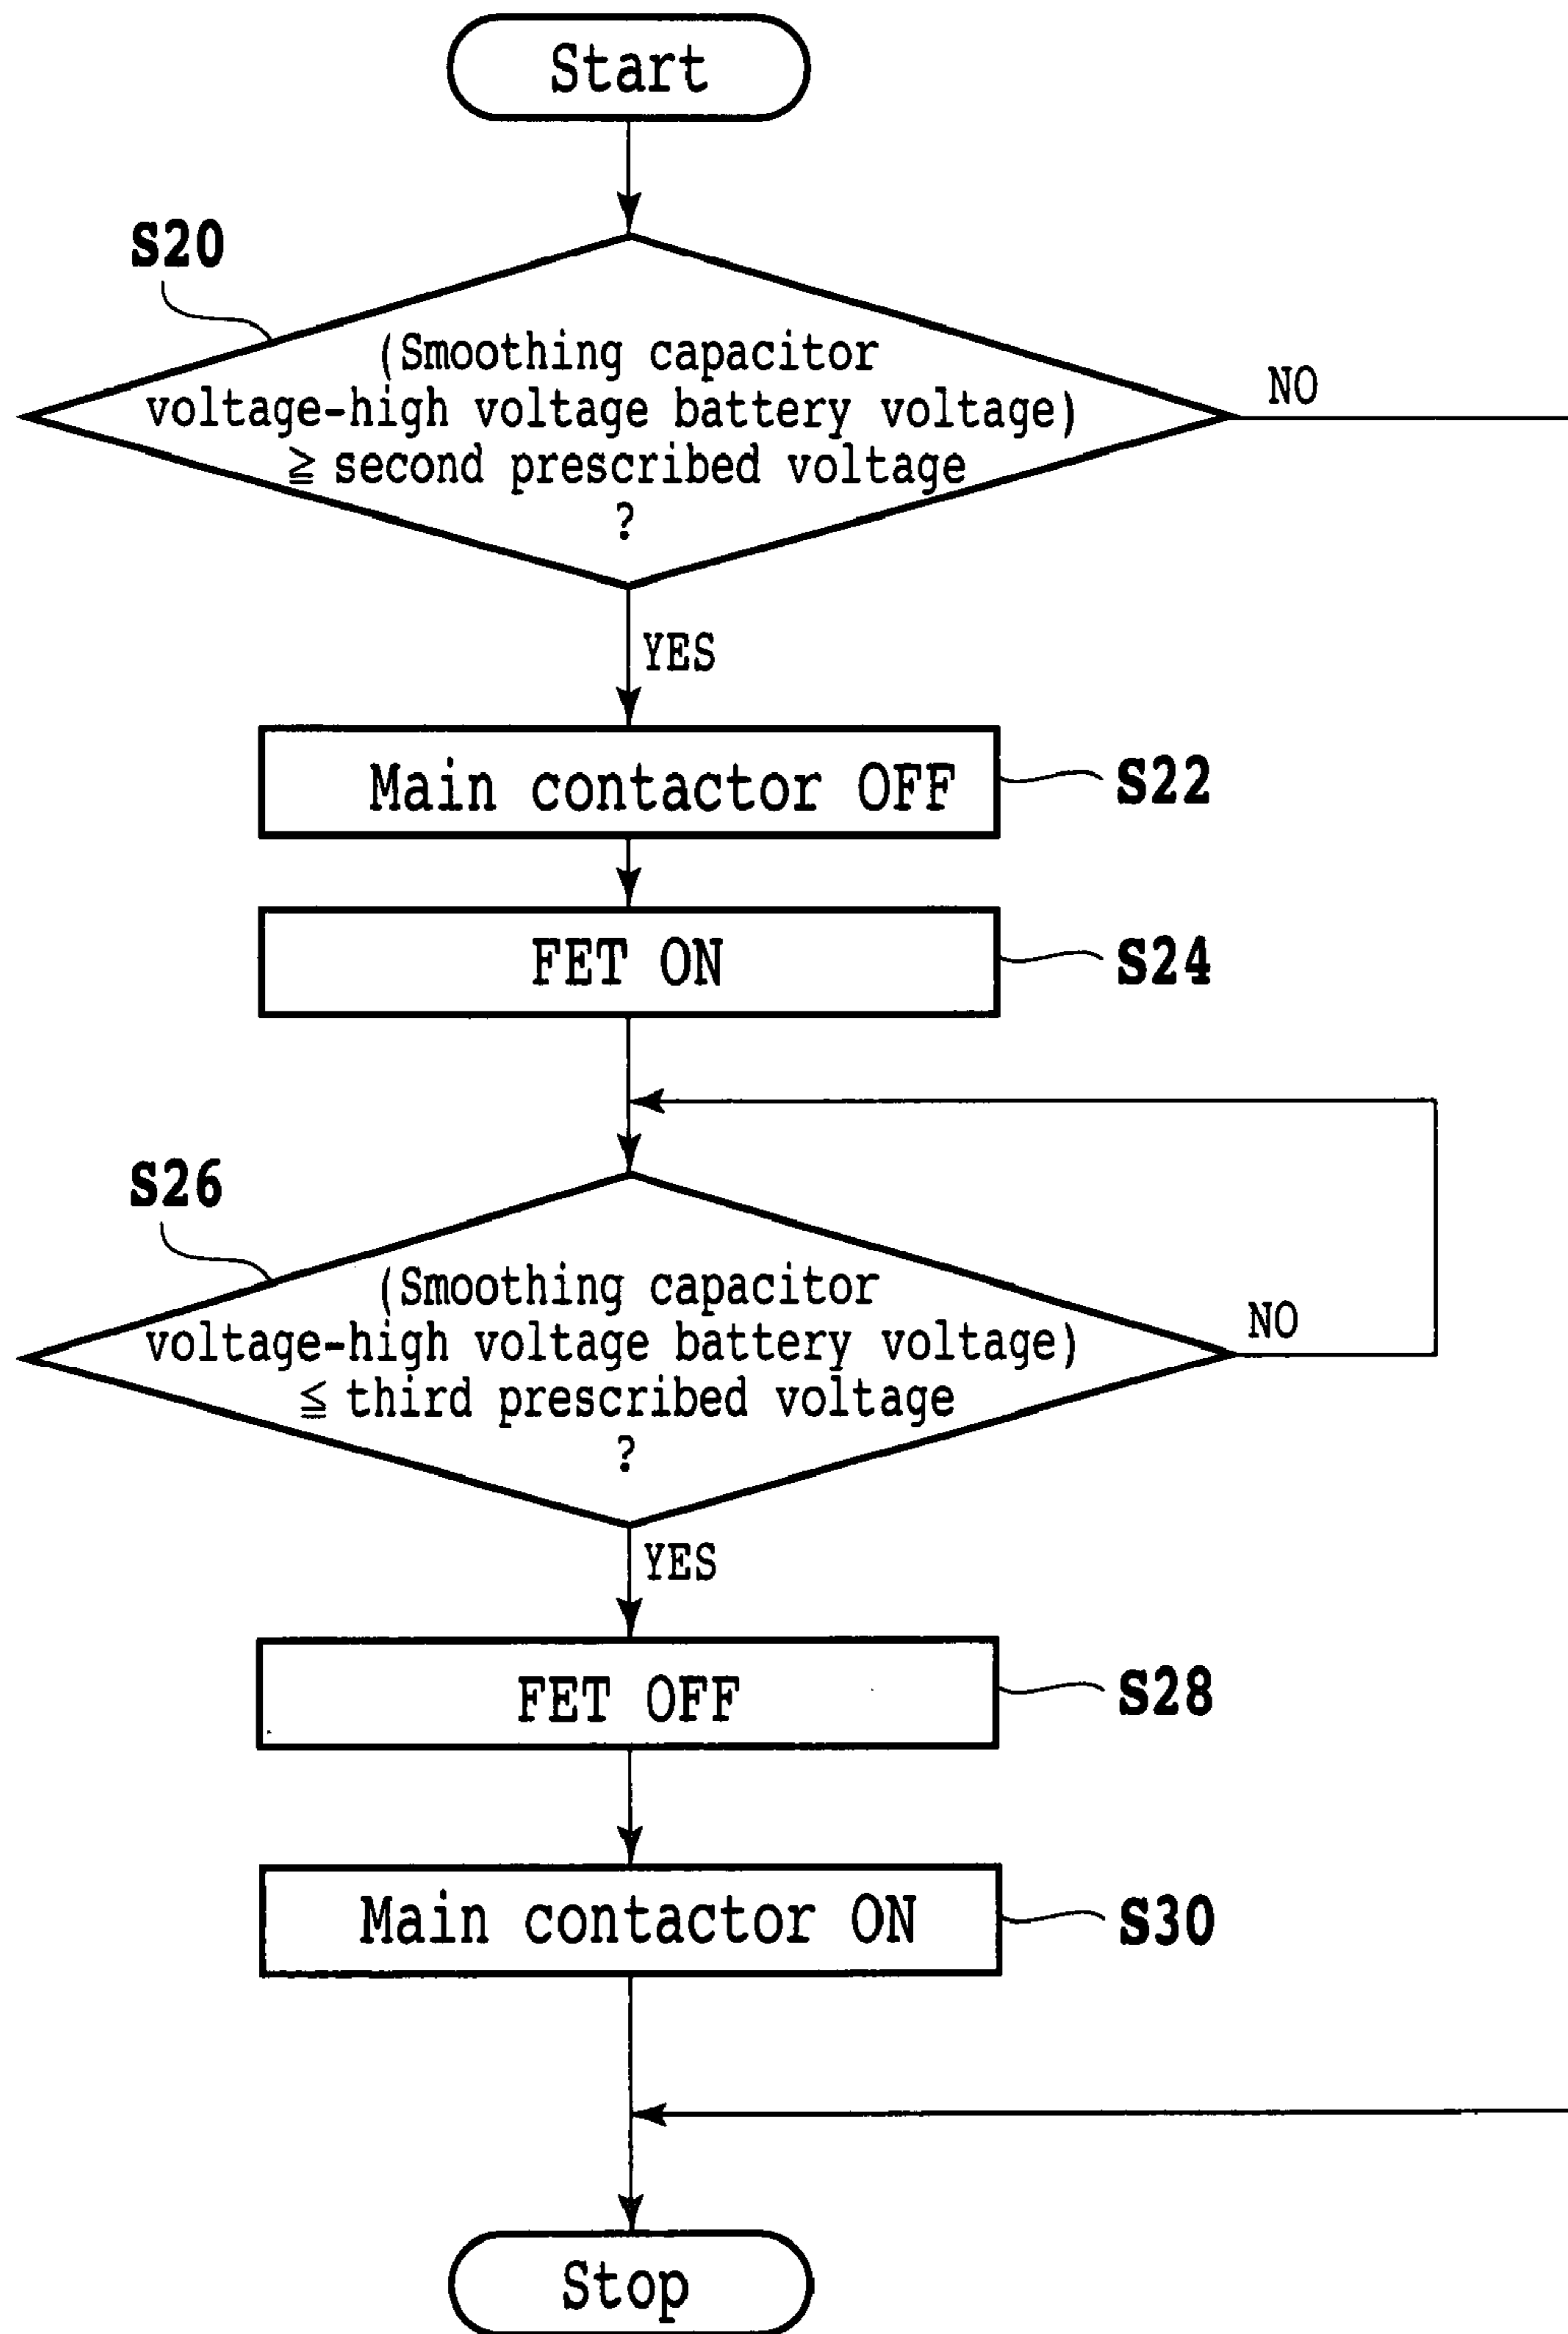 Start
S20
(Smoothing capacitor
voltage-high voltage battery voltage)
≧ second prescribed voltage
?
NO
YES
Main contactor OFF
S22
FET ON
S24
S26
(Smoothing capacitor
voltage-high voltage battery voltage)
≦ third prescribed voltage
?
NO
YES
FET OFF
S28
Main contactor ON
S30
Stop